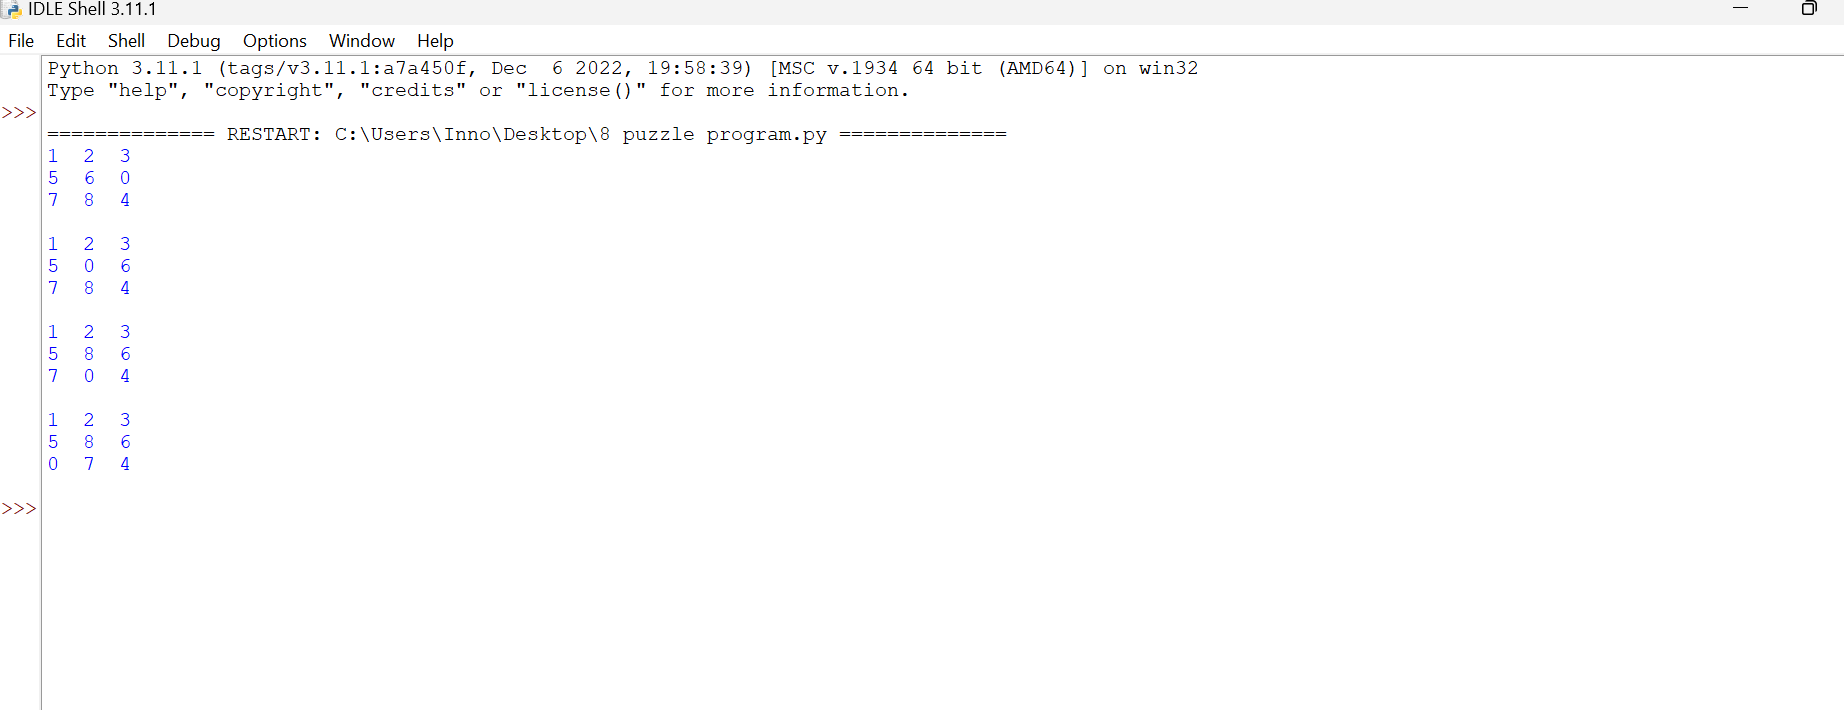 IDLE Shell 3.11.1
File Edit Shell Debug Options Window Help
Python 3.11.1 (tags/v3.11.1:a7a450f, Dec  6 2022, 19:58:39) [MSC v.1934 64 bit (AMD64)] on win32
Type "help", "copyright", "credits" or "license()" for more information.
>>>
============== RESTART: C:\Users\Inno\Desktop\8 puzzle program.py ==============
1  2  3
5  6  0
7  8  4
1  2  3
5  0  6
7  8  4
1  2  3
5  8  6
7  0  4
1  2  3
5  8  6
0  7  4
>>>